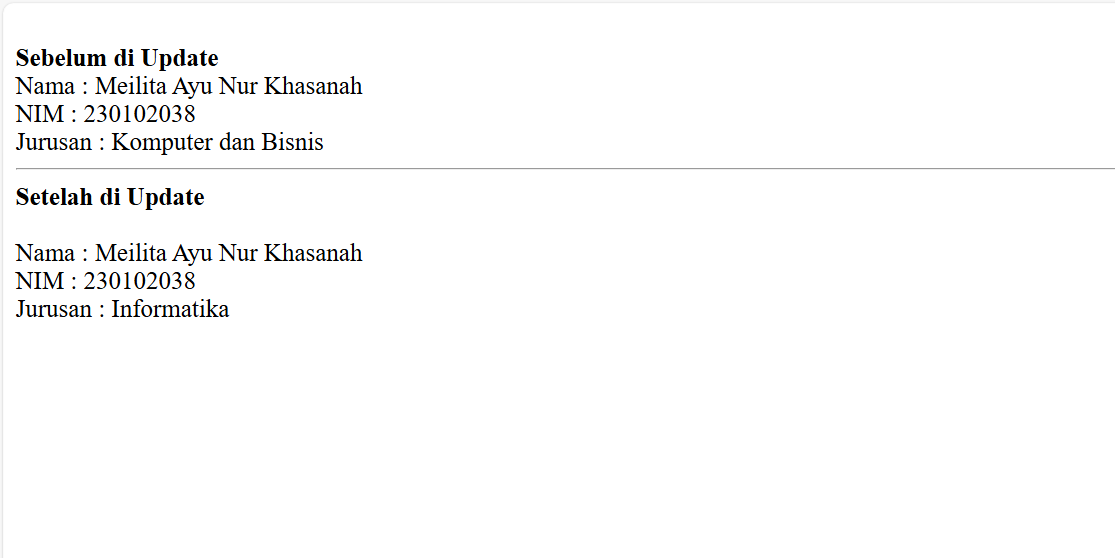 Sebelum di Update
Nama : Meilita Ayu Nur Khasanah
NIM : 230102038
Jurusan : Komputer dan Bisnis
Setelah di Update
Nama : Meilita Ayu Nur Khasanah
NIM : 230102038
Jurusan : Informatika